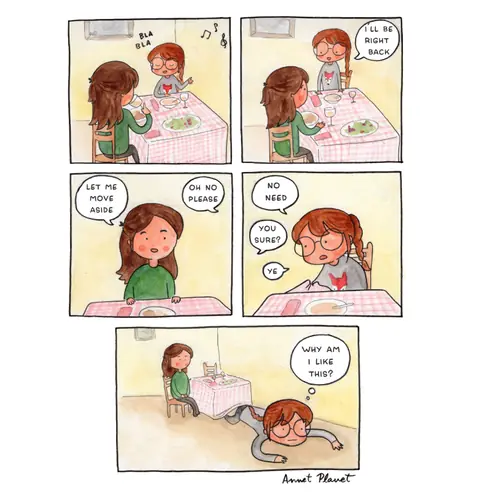 BLA
BLA
I'LL BE
RIGHT
BACK
LET ME
MOVE
ASIDE
OH NO
PLEASE
NO
NEED
YOU
SURE?
YE
WHY AM
I LIKE
THIS?
Annet Planet